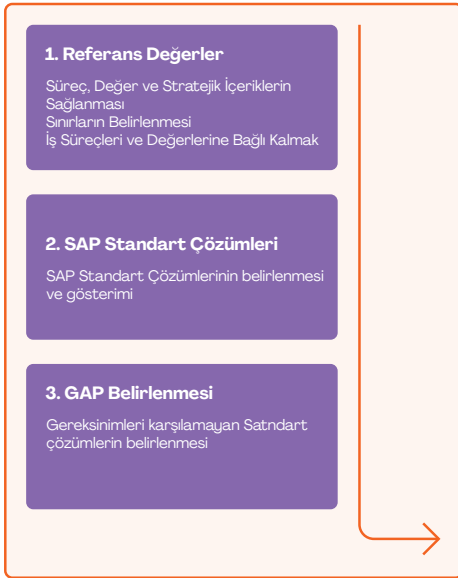 1. Referans Değerler
Süreç, Değer ve Stratejik İçeriklerin
Sağlanması
Sınırların Belirlenmesi
İş Süreçleri ve Değerlerine Bağlı Kalmak
2. SAP Standart Çözümleri
SAP Standart Çözümlerinin belirlenmesi
ve gösterimi
3. GAP Belirlenmesi
Gereksinimleri karşılamayan Satndart
çözümlerin belirlenmesi